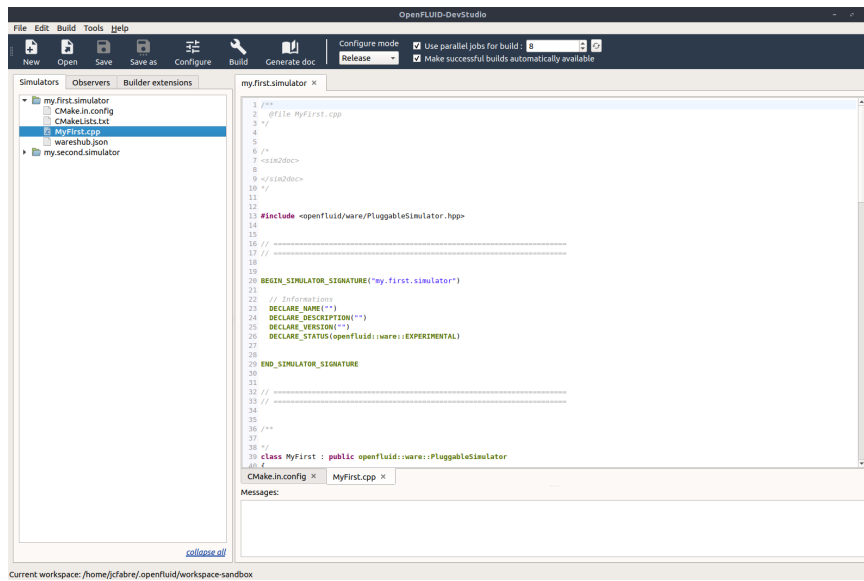 OpenFLUID-DevStudio
File Edit Build Tools Help
New Open Save Save as Configure Build Generate doc
Configure mode
Release
Use parallel jobs for build : 8
Make successful builds automatically available
Simulators Observers Builder extensions
my.first.simulator
CMake.in.config
CMakeLists.txt
MyFirst.cpp
wareshub.json
my.second.simulator
collapse all
my.first.simulator ×
1 /**
2 @file MyFirst.cpp
3 */
4
5
6 /*
7 <sim2doc>
8
9 </sim2doc>
10 */
11
12
13 #include <openfluid/ware/PluggableSimulator.hpp>
14
15
16 // =====================================================================
17 // =====================================================================
18
19
20 BEGIN_SIMULATOR_SIGNATURE("my.first.simulator")
21
22 // Informations
23 DECLARE_NAME("")
24 DECLARE_DESCRIPTION("")
25 DECLARE_VERSION("")
26 DECLARE_STATUS(openfluid::ware::EXPERIMENTAL)
27
28
29 END_SIMULATOR_SIGNATURE
30
31
32 // =====================================================================
33 // =====================================================================
34
35
36 /**
37
38 */
39 class MyFirst : public openfluid::ware::PluggableSimulator
40 {
CMake.in.config × MyFirst.cpp ×
Messages:
Current workspace: /home/jcfabre/.openfluid/workspace-sandbox